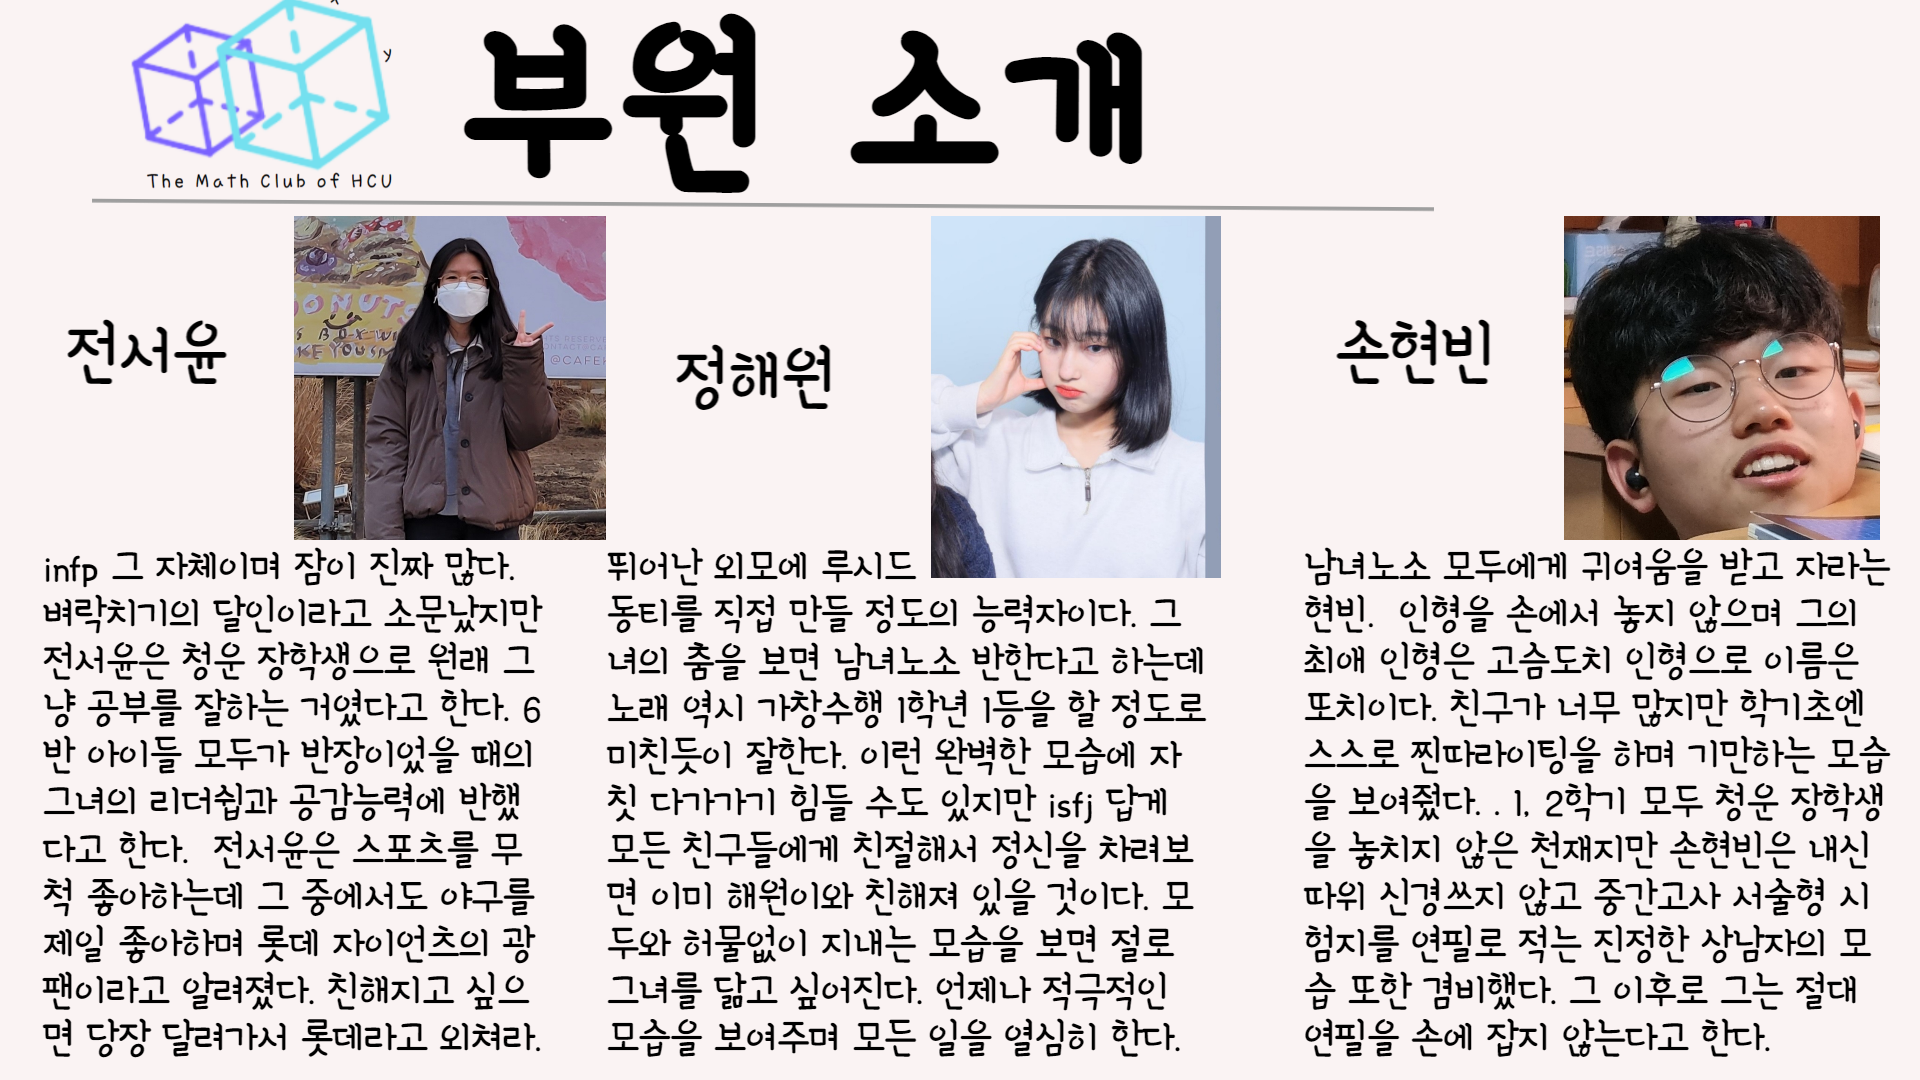 부원 소개
x
y
The Math Club of HCU
전서윤
DONUTS
@CAFE
infp 그 자체이며 잠이 진짜 많다.
벼락치기의 달인이라고 소문났지만
전서윤은 청운 장학생으로 원래 그
냥 공부를 잘하는 거였다고 한다. 6
반 아이들 모두가 반장이었을 때의
그녀의 리더쉽과 공감능력에 반했
다고 한다.  전서윤은 스포츠를 무
척 좋아하는데 그 중에서도 야구를
제일 좋아하며 롯데 자이언츠의 광
팬이라고 알려졌다. 친해지고 싶으
면 당장 달려가서 롯데라고 외쳐라.
정해원
뛰어난 외모에 루시드
동티를 직접 만들 정도의 능력자이다. 그
녀의 춤을 보면 남녀노소 반한다고 하는데
노래 역시 가창수행 1학년 1등을 할 정도로
미친듯이 잘한다. 이런 완벽한 모습에 자
칫 다가가기 힘들 수도 있지만 isfj 답게
모든 친구들에게 친절해서 정신을 차려보
면 이미 해원이와 친해져 있을 것이다. 모
두와 허물없이 지내는 모습을 보면 절로
그녀를 닮고 싶어진다. 언제나 적극적인
모습을 보여주며 모든 일을 열심히 한다.
손현빈
남녀노소 모두에게 귀여움을 받고 자라는
현빈.  인형을 손에서 놓지 않으며 그의
최애 인형은 고슴도치 인형으로 이름은
또치이다. 친구가 너무 많지만 학기초엔
스스로 찐따라이팅을 하며 기만하는 모습
을 보여줬다. . 1, 2학기 모두 청운 장학생
을 놓치지 않은 천재지만 손현빈은 내신
따위 신경쓰지 않고 중간고사 서술형 시
험지를 연필로 적는 진정한 상남자의 모
습 또한 겸비했다. 그 이후로 그는 절대
연필을 손에 잡지 않는다고 한다.